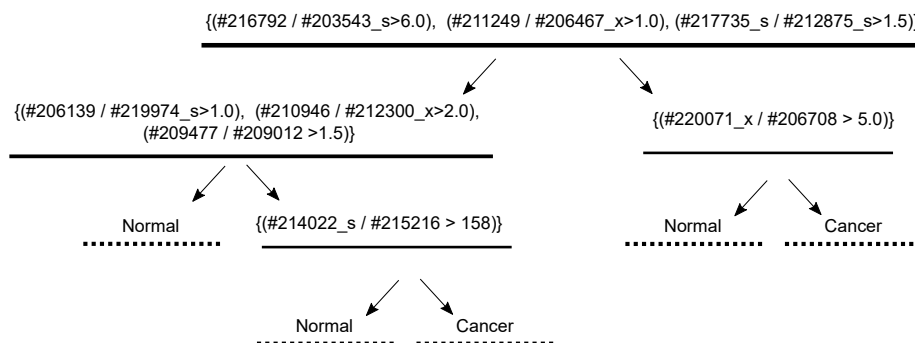 {(#216792 / #203543_s>6.0), (#211249 / #206467_x>1.0), (#217735_s / #212875_s>1.5)}
{(#206139 / #219974_s>1.0), (#210946 / #212300_x>2.0),
(#209477 / #209012 >1.5)}
{(#220071_x / #206708 > 5.0)}
Normal
{(#214022_s / #215216 > 158)}
Normal
Cancer
Normal
Cancer